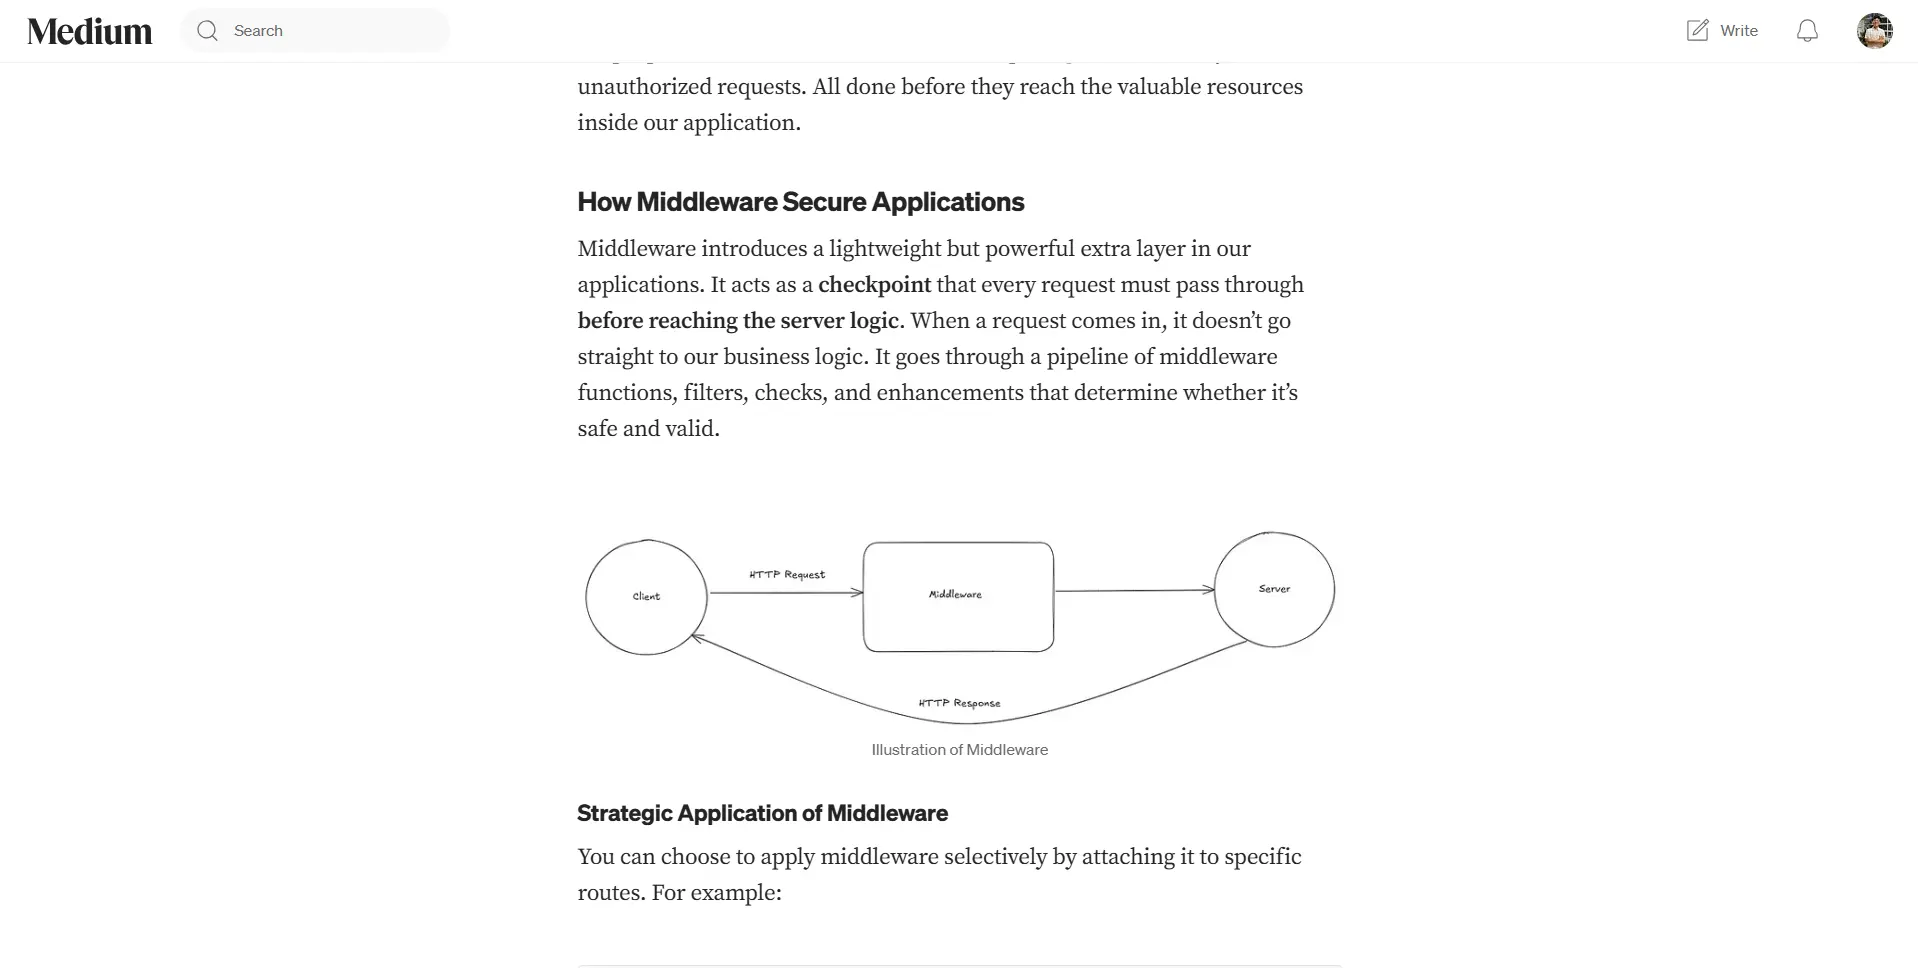 Medium
Search
Write
unauthorized requests. All done before they reach the valuable resources
inside our application.
How Middleware Secure Applications
Middleware introduces a lightweight but powerful extra layer in our
applications. It acts as a checkpoint that every request must pass through
before reaching the server logic. When a request comes in, it doesn’t go
straight to our business logic. It goes through a pipeline of middleware
functions, filters, checks, and enhancements that determine whether it’s
safe and valid.
HTTP Request
Client
Middleware
Server
HTTP Response
Illustration of Middleware
Strategic Application of Middleware
You can choose to apply middleware selectively by attaching it to specific
routes. For example: